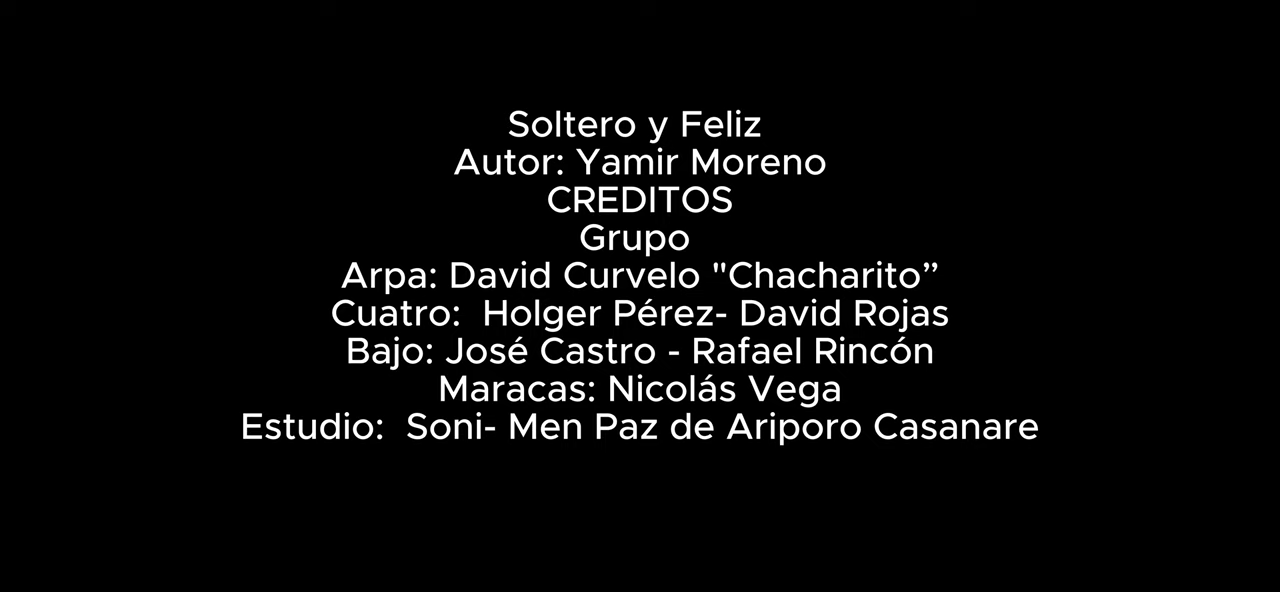 Soltero y Feliz
Autor: Yamir Moreno
CREDITOS
Grupo
Arpa: David Curvelo "Chacharito”
Cuatro:  Holger Pérez- David Rojas
Bajo: José Castro - Rafael Rincón
Maracas: Nicolás Vega
Estudio:  Soni- Men Paz de Ariporo Casanare